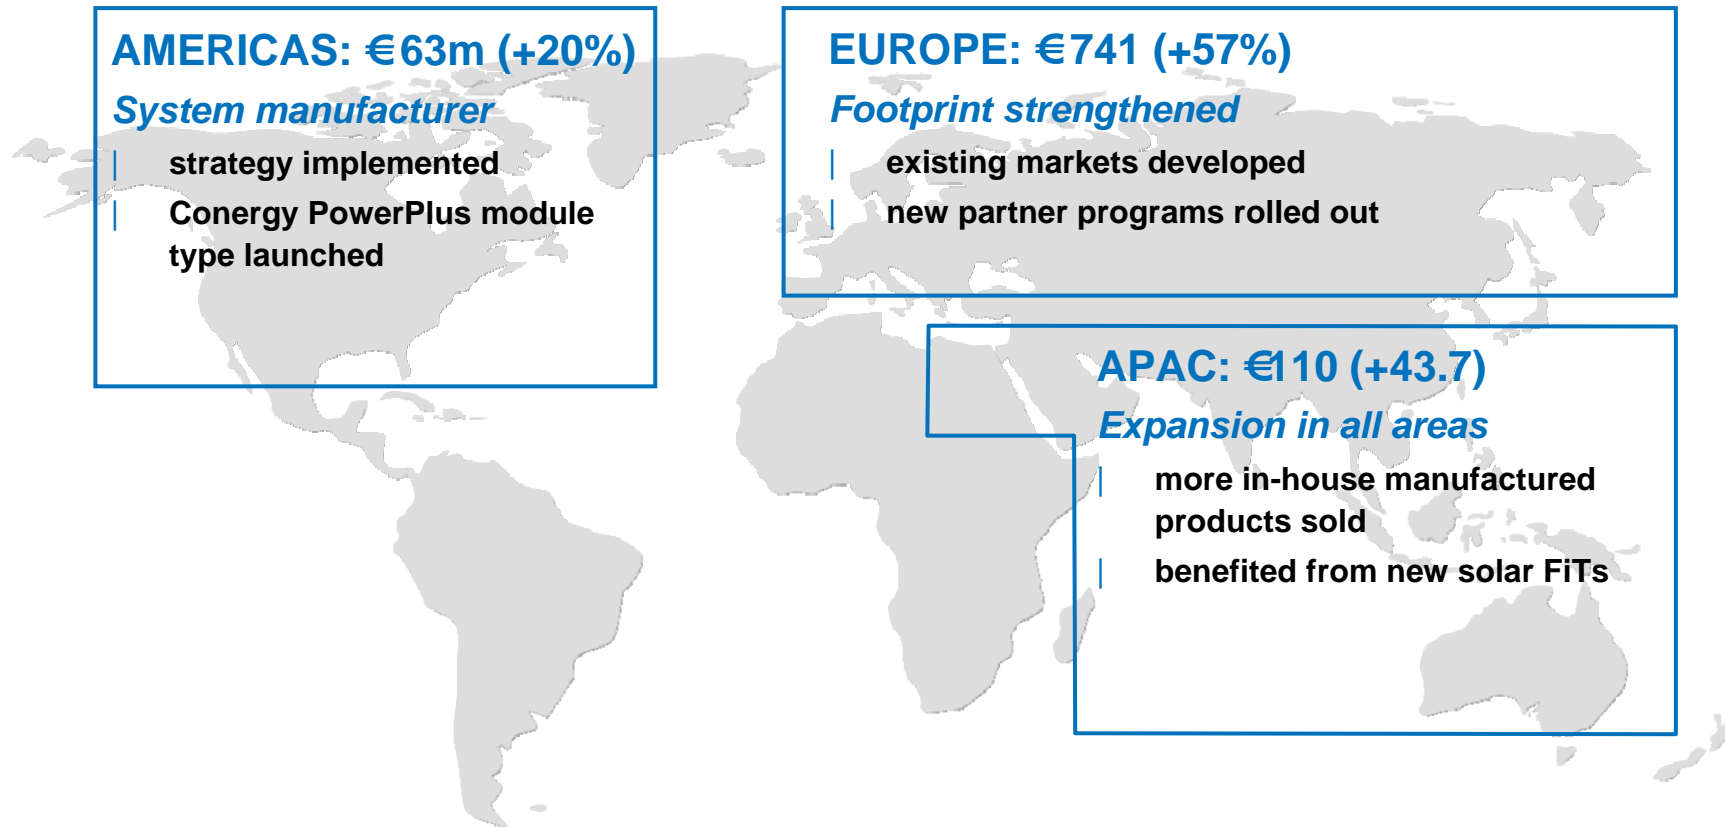 AMERICAS: €63m (+20%)
System manufacturer
| strategy implemented
| Conergy PowerPlus module
type launched
EUROPE: €741 (+57%)
Footprint strengthened
| existing markets developed
| new partner programs rolled out
APAC: €110 (+43.7)
Expansion in all areas
| more in-house manufactured
products sold
| benefited from new solar FiTs